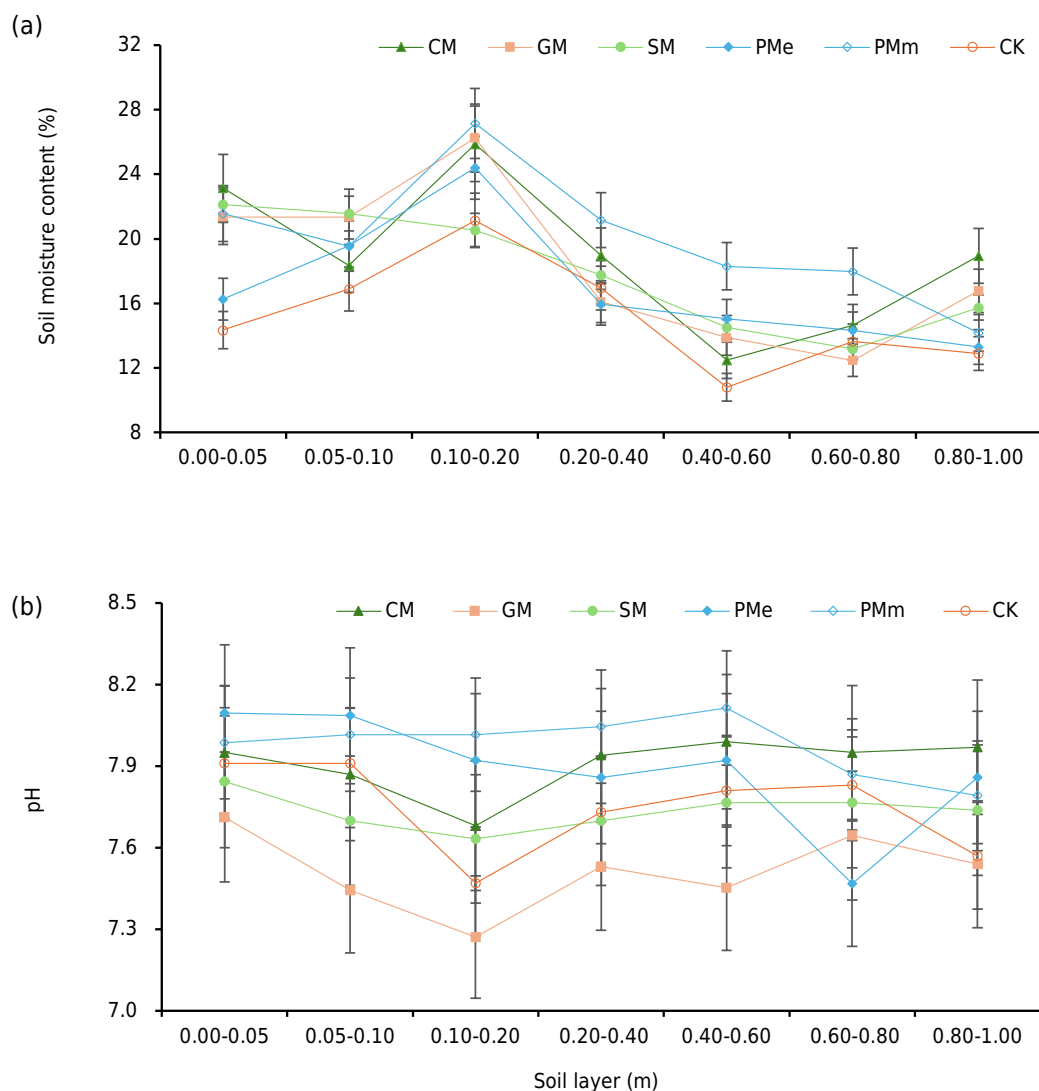 (a)
CM GM SM PMe PMm CK
Soil moisture content (%)
32
28
24
20
16
12
8
0.00-0.05 0.05-0.10 0.10-0.20 0.20-0.40 0.40-0.60 0.60-0.80 0.80-1.00
(b)
CM GM SM PMe PMm CK
pH
8.5
8.2
7.9
7.6
7.3
7.0
0.00-0.05 0.05-0.10 0.10-0.20 0.20-0.40 0.40-0.60 0.60-0.80 0.80-1.00
Soil layer (m)